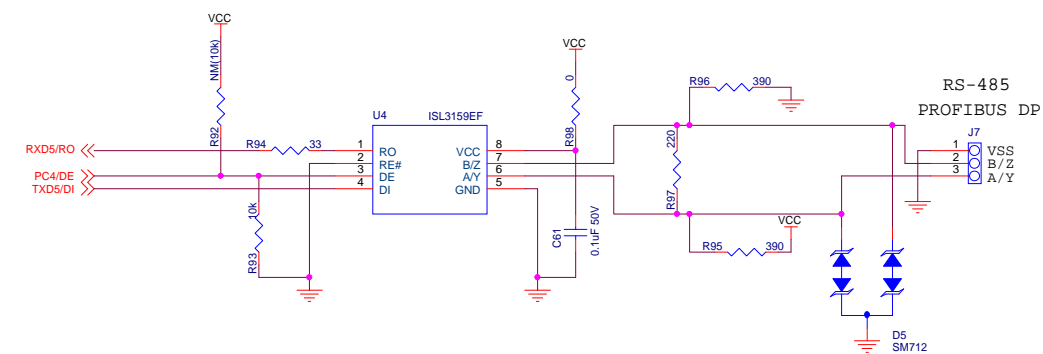 VCC
NM(10k)
R92
RXD5/RO
R94
33
PC4/DE
TXD5/DI
10k
R93
U4
ISL3159EF
1
RO
VCC
8
2
RE#
B/Z
7
3
DE
A/Y
6
4
DI
GND
5
VCC
0
R98
C61
0.1uF 50V
R96
390
220
R97
R95
390
VCC
RS-485
PROFIBUS DP
J7
1
VSS
2
B/Z
3
A/Y
D5
SM712